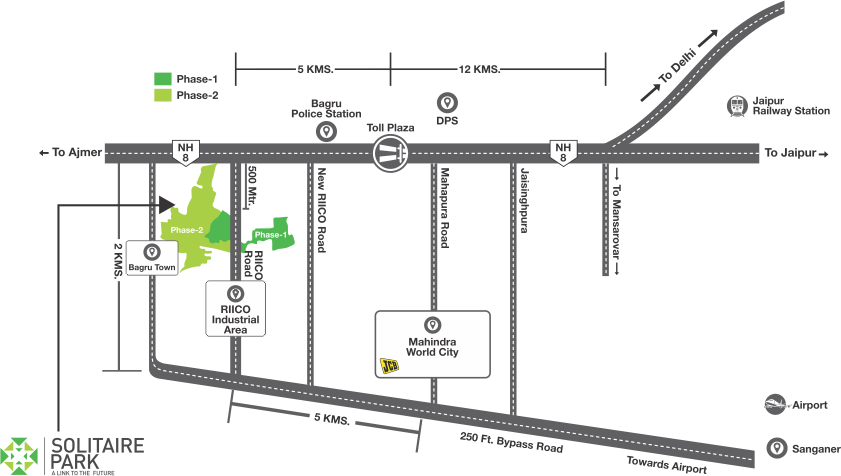 To Delhi
5 KMS.
12 KMS.
Phase-1
Phase-2
Bagru
Police Station
DPS
Jaipur
Railway Station
Toll Plaza
To Ajmer
NH
8
NH
8
To Jaipur
500 Mtr.
New RIICO Road
Mahapura Road
Jaisinghpura
To Mansarovar
Phase-2
Phase-1
2 KMS.
Bagru Town
RIICO
Road
RIICO
Industrial
Area
Mahindra
World City
JCB
5 KMS.
250 Ft. Bypass Road
Towards Airport
Airport
Sanganer
SOLITAIRE
PARK
A LINK TO THE FUTURE